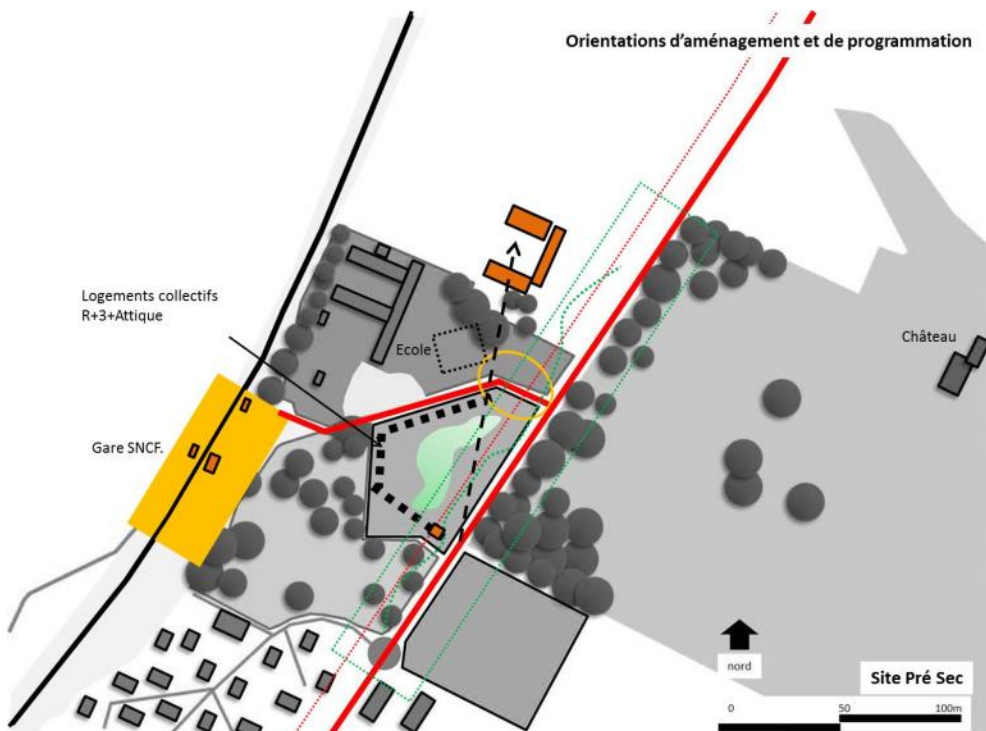 Orientations d'aménagement et de programmation
Logements collectifs
R+3+Attique
Ecole
Château
Gare SNCF.
nord
Site Pré Sec
0 50 100m